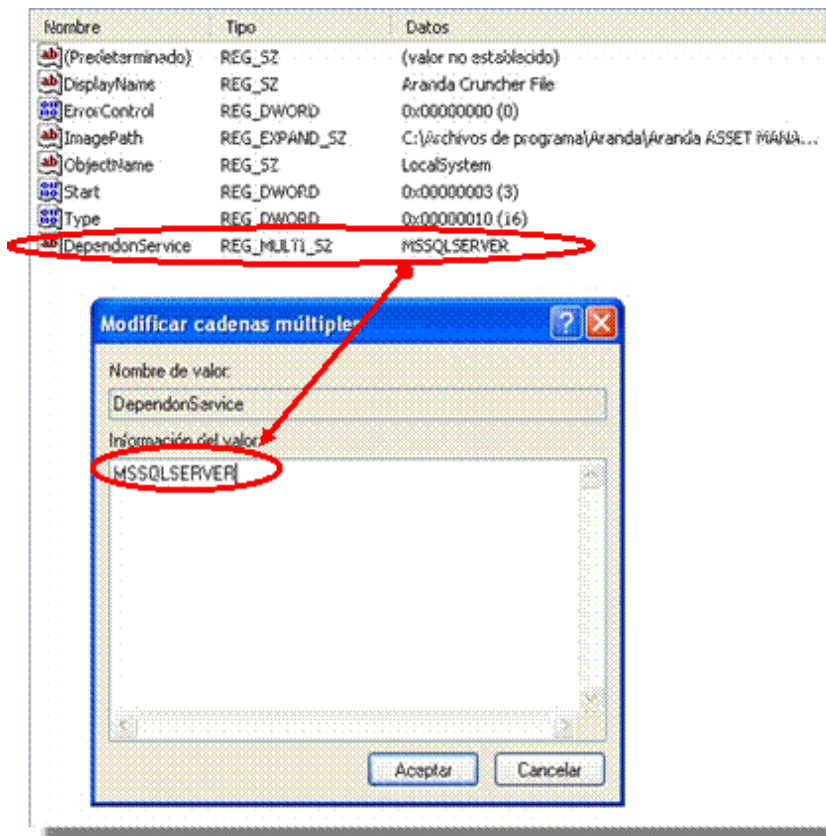 Nombre Tipo Datos
(Predeterminado) REG_SZ (valor no establecido)
DisplayName REG_SZ Aranda Cruncher File
ErrorControl REG_DWORD 0x00000000 (0)
ImagePath REG_EXPAND_SZ C:\Archivos de programa\Aranda\Aranda ASSET MANA...
ObjectName REG_SZ LocalSystem
Start REG_DWORD 0x00000003 (3)
Type REG_DWORD 0x00000010 (16)
DependonService REG_MULTI_SZ MSSQLSERVER
Modificar cadenas múltiples
Nombre de valor:
DependonService
Información del valor:
MSSQLSERVER
Aceptar Cancelar